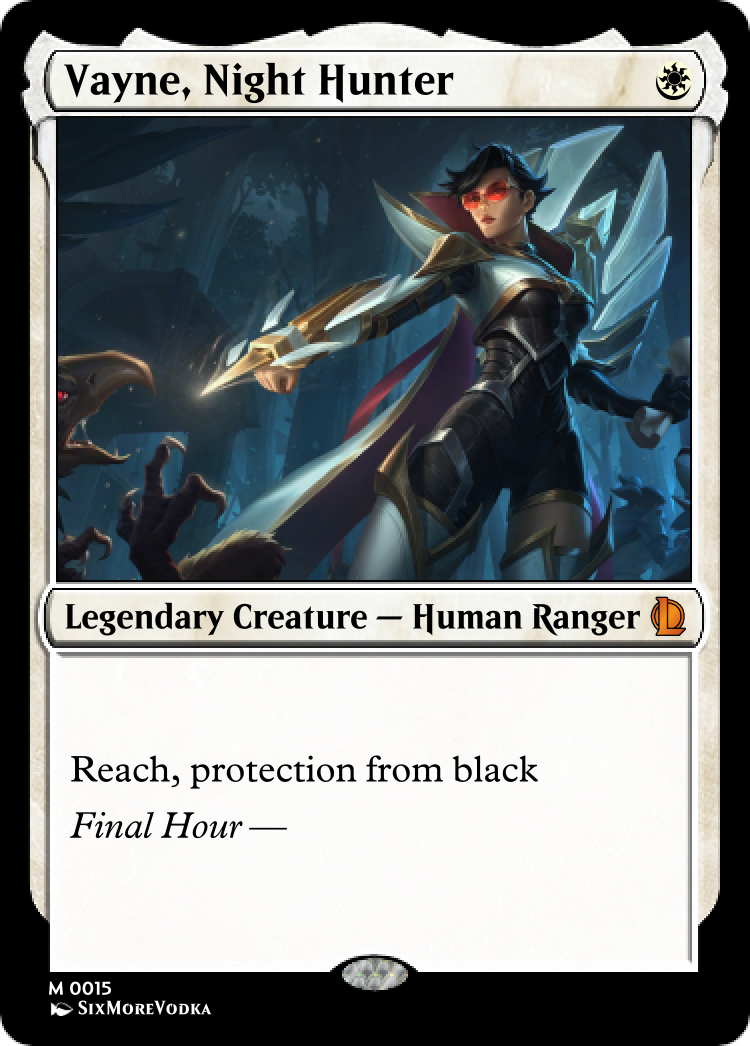 Vayne, Night Hunter
Legendary Creature — Human Ranger
Reach, protection from black
Final Hour —
M 0015
SixMoreVodka